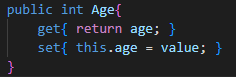 public int Age{
    get{ return age; }
    set{ this.age = value; }
}